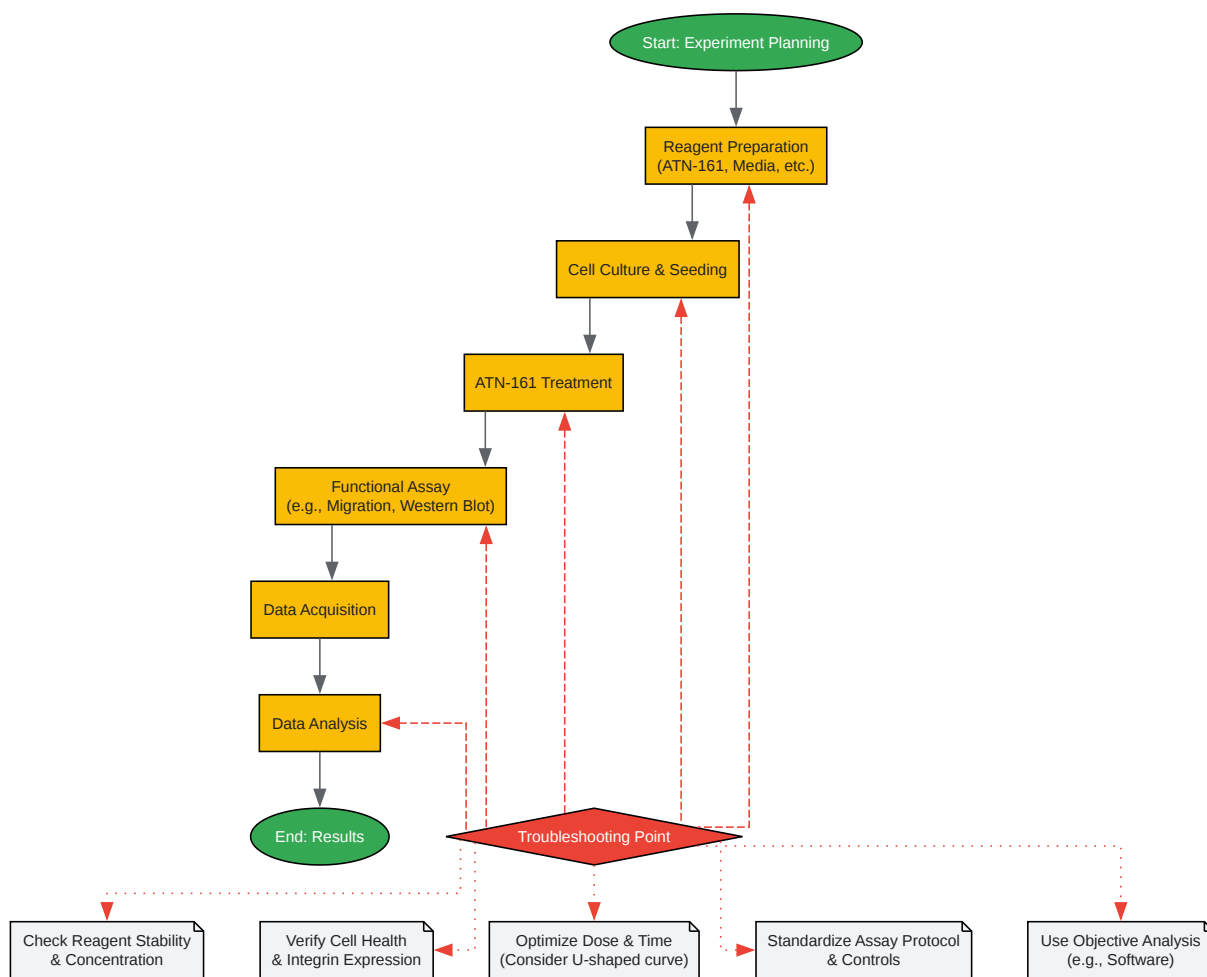 Start: Experiment Planning
Reagent Preparation
(ATN-161, Media, etc.)
Cell Culture & Seeding
ATN-161 Treatment
Functional Assay
(e.g., Migration, Western Blot)
Data Acquisition
Data Analysis
End: Results
Troubleshooting Point
Check Reagent Stability
& Concentration
Verify Cell Health
& Integrin Expression
Optimize Dose & Time
(Consider U-shaped curve)
Standardize Assay Protocol
& Controls
Use Objective Analysis
(e.g., Software)